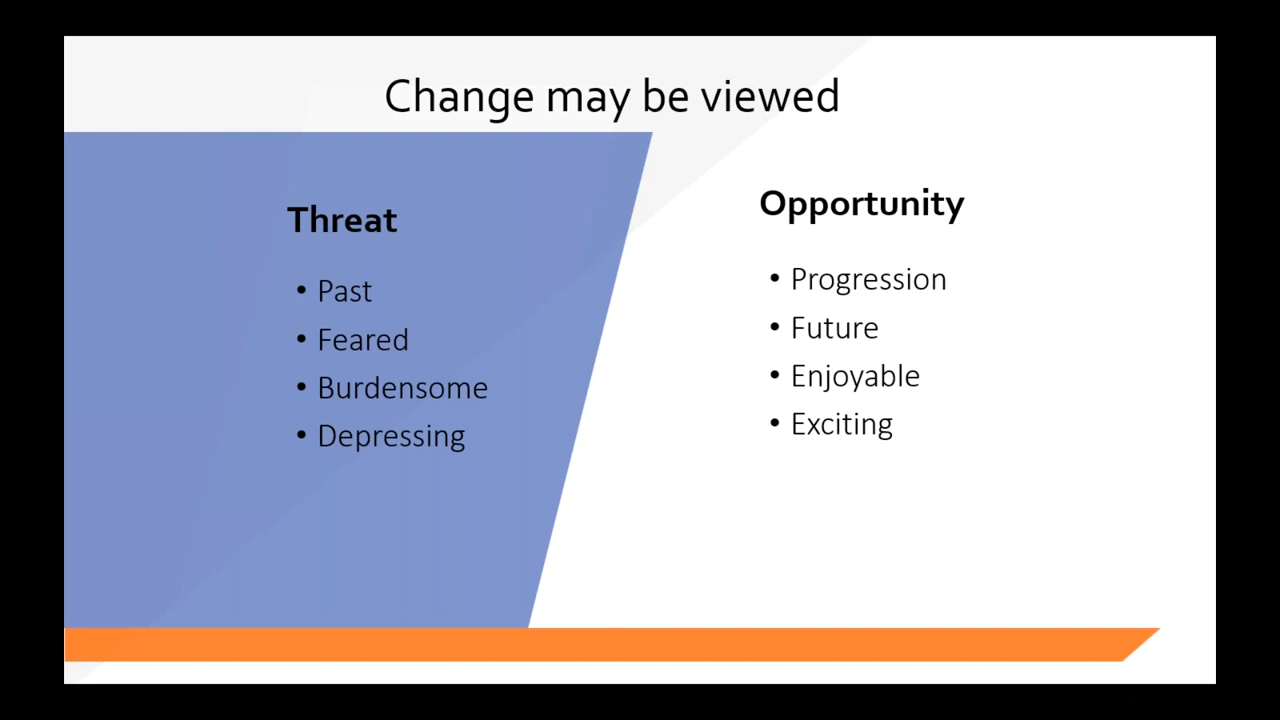 Change may be viewed
Threat
• Past
• Feared
• Burdensome
• Depressing
Opportunity
• Progression
• Future
• Enjoyable
• Exciting